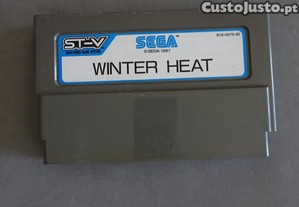 CustoJusto.pt
ST-V
SEGA
© SEGA 1997
WINTER HEAT